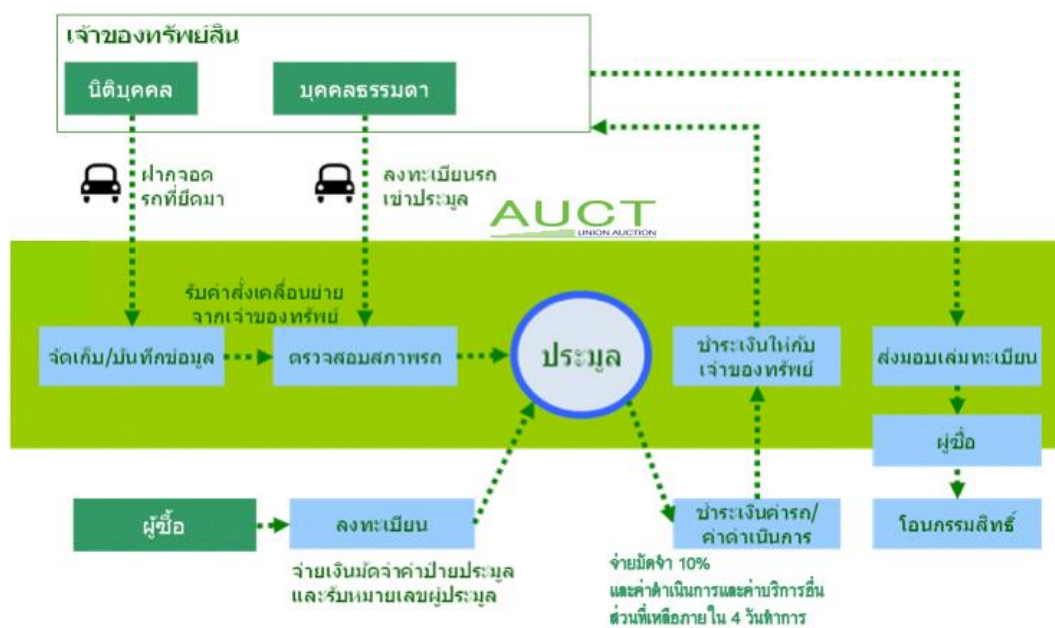 เจ้าของทรัพย์สิน
นิติบุคคล
บุคคลธรรมดา
ฝากจอด
รถที่ยึดมา
ลงทะเบียนรถ
เข้าประมูล
AUCT
UNION AUCTION
รับคำสั่งเคลื่อนย้าย
จากเจ้าของทรัพย์
จัดเก็บ/บันทึกข้อมูล
ตรวจสอบสภาพรถ
ประมูล
ชำระเงินให้กับ
เจ้าของทรัพย์
ส่งมอบเล่มทะเบียน
ผู้ซื้อ
ผู้ซื้อ
ลงทะเบียน
ชำระเงินค่ารถ/
ค่าดำเนินการ
โอนกรรมสิทธิ์
จ่ายเงินมัดจำค่าป้ายประมูล
และรับหมายเลขผู้ประมูล
จ่ายมัดจำ 10%
และค่าดำเนินการและค่าบริการอื่น
ส่วนที่เหลือภายใน 4 วันทำการ